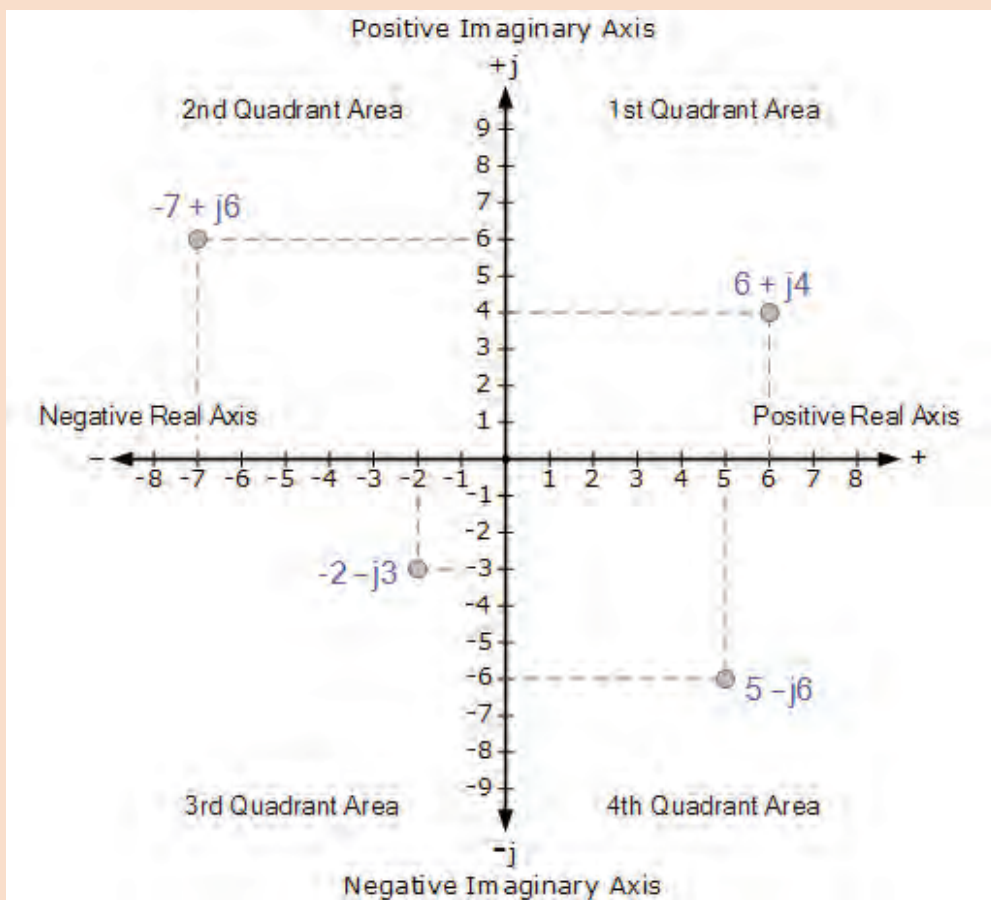 Positive Imaginary Axis
+j
2nd Quadrant Area
1st Quadrant Area
9
8
7
-7 + j6
6
5
6 + j4
4
3
2
Negative Real Axis
1
Positive Real Axis
– -8 -7 -6 -5 -4 -3 -2 -1 1 2 3 4 5 6 7 8 +
-1
-2
-2 –j3
-3
-4
-5
-6
5 –j6
-7
-8
-9
3rd Quadrant Area
4th Quadrant Area
-j
Negative Imaginary Axis